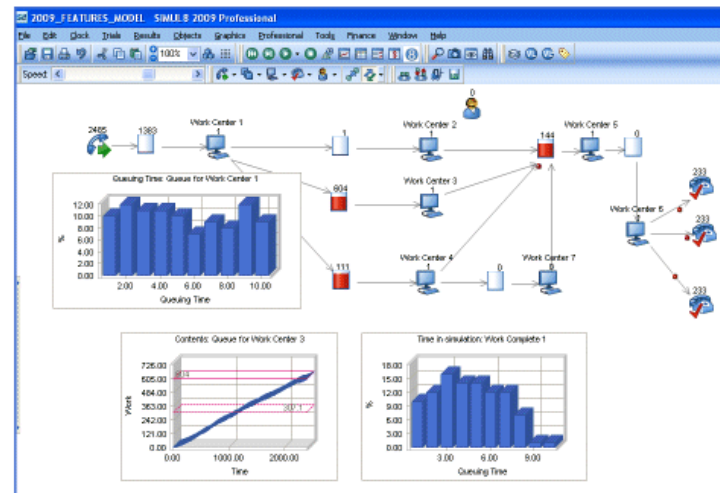 2009_FEATURES_MODEL SIMUL8 2009 Professional
File Edit Clock Trials Results Objects Graphics Professional Tools Finance Window Help
100%
Speed:
0
2485 1383 Work Center 1 1
1 Work Center 2 1
144 Work Center 5 1 0
604 Work Center 3 1
111 Work Center 4 1
0 Work Center 7 0
Work Center 6
233
233
233
Queuing Time: Queue for Work Center 1
12.00
10.00
8.00
6.00
4.00
2.00
0.00
%
2.00 4.00 6.00 8.00 10.00
Queuing Time
Contents: Queue for Work Center 3
726.00
605.00
484.00
363.00
242.00
121.00
0.00
Work
604
307.1
0.00 1000.00 2000.00
Time
Time in simulation: Work Complete 1
18.00
15.00
12.00
9.00
6.00
3.00
0.00
%
3.00 6.00 9.00
Queuing Time